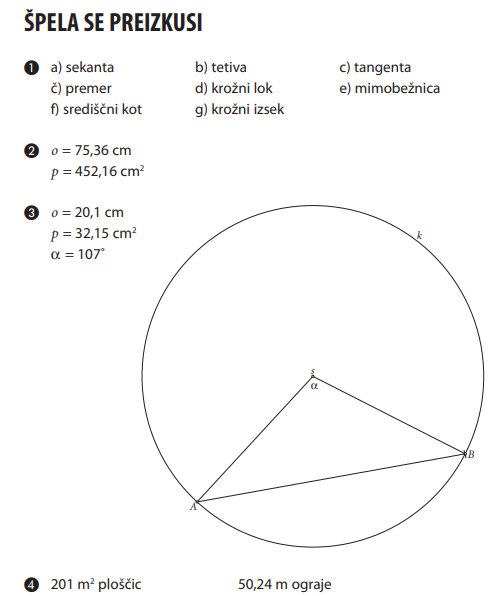 ŠPELA SE PREIZKUSI
1 a) sekanta b) tetiva c) tangenta
č) premer d) krožni lok e) mimobežnica
f) središčni kot g) krožni izsek
2 o = 75,36 cm
p = 452,16 cm²
3 o = 20,1 cm
p = 32,15 cm²
α = 107°
k
s
α
B
A
4 201 m² ploščic 50,24 m ograje